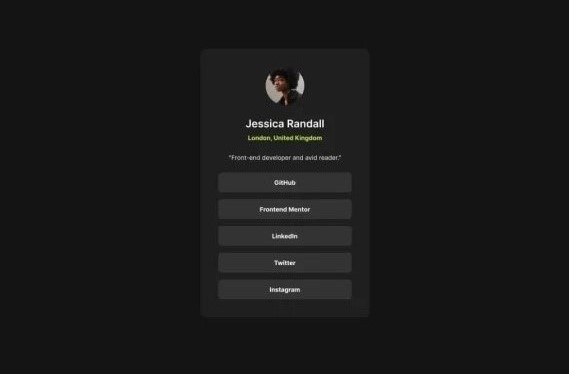 Jessica Randall
London, United Kingdom
"Front-end developer and avid reader."
GitHub
Frontend Mentor
LinkedIn
Twitter
Instagram